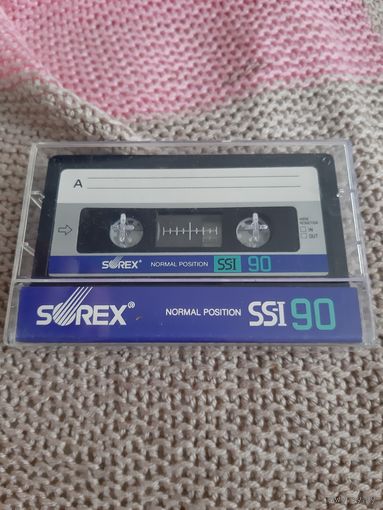 A
NOISE REDUCTION
IN
OUT
SOREX® NORMAL POSITION SS-I 90
SOREX® NORMAL POSITION SS-I 90